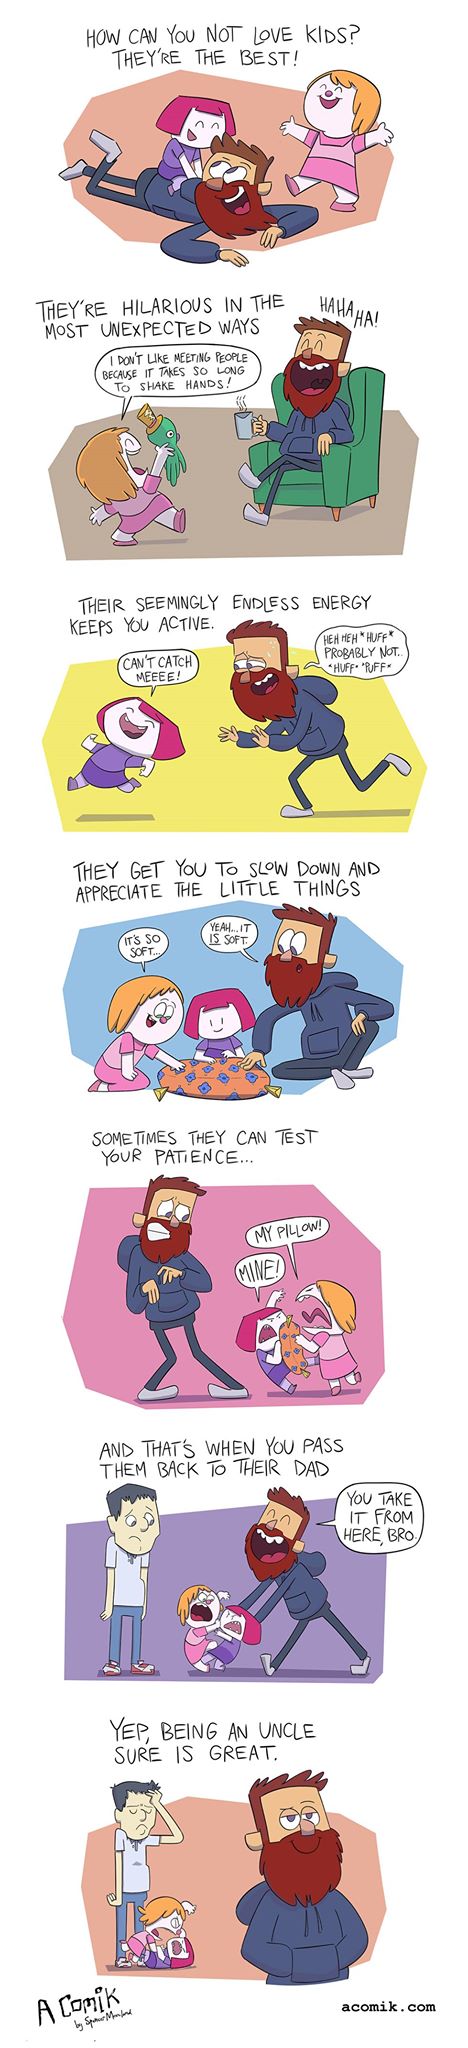 HOW CAN YOU NOT LOVE KIDS?
THEY'RE THE BEST!
THEY'RE HILARIOUS IN THE
MOST UNEXPECTED WAYS
HAHA
HA!
I DON'T LIKE MEETING PEOPLE
BECAUSE IT TAKES SO LONG
TO SHAKE HANDS!
THEIR SEEMINGLY ENDLESS ENERGY
KEEPS YOU ACTIVE.
CAN'T CATCH
MEEEE!
HEH HEH *HUFF*
PROBABLY NOT..
*HUFF* *PUFF*
THEY GET YOU TO SLOW DOWN AND
APPRECIATE THE LITTLE THINGS
IT'S SO
SOFT...
YEAH...IT
IS SOFT.
SOMETIMES THEY CAN TEST
YOUR PATIENCE...
MY PILLOW!
MINE!
AND THAT'S WHEN YOU PASS
THEM BACK TO THEIR DAD
YOU TAKE
IT FROM
HERE, BRO.
YEP, BEING AN UNCLE
SURE IS GREAT.
A COMIK
by Spencer
acomik.com